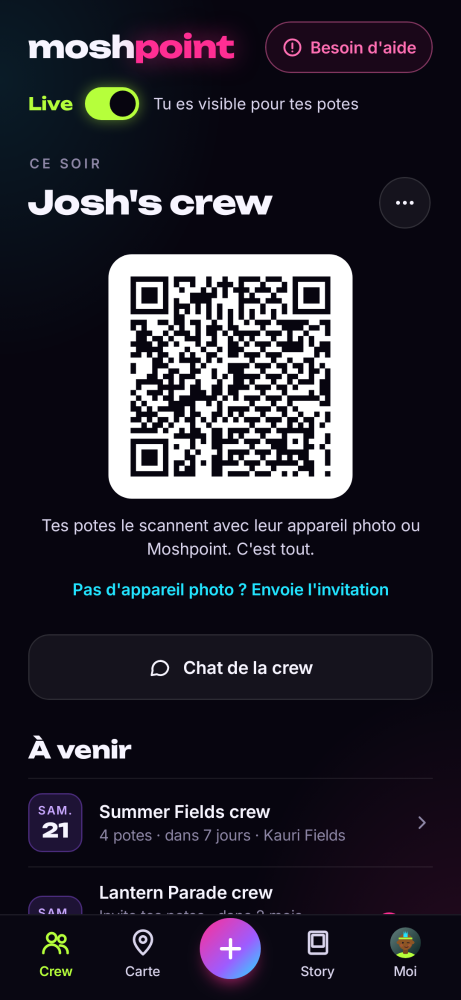 moshpoint
Besoin d'aide
Live
Tu es visible pour tes potes
CE SOIR
Josh's crew
Tes potes le scannent avec leur appareil photo ou
Moshpoint. C'est tout.
Pas d'appareil photo ? Envoie l'invitation
Chat de la crew
À venir
SAM.
21
Summer Fields crew
4 potes · dans 7 jours · Kauri Fields
SAM.
Lantern Parade crew
Crew
Carte
Story
Moi